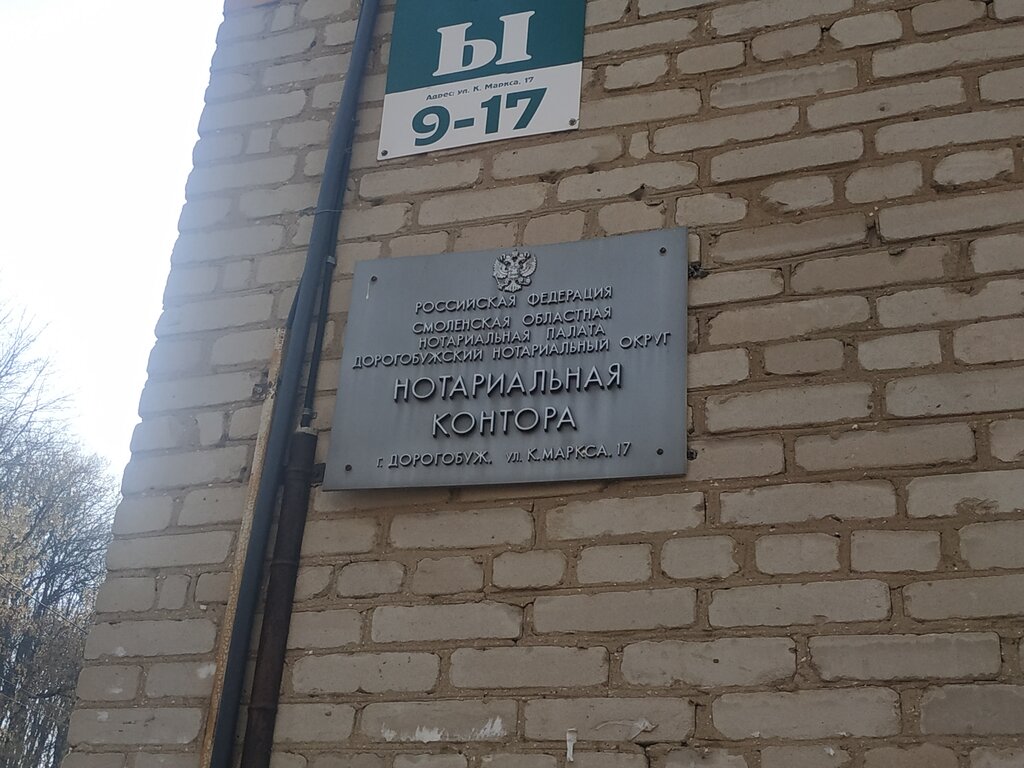 Ы
Адрес: ул. К. Маркса, 17
9-17
РОССИЙСКАЯ ФЕДЕРАЦИЯ
СМОЛЕНСКАЯ ОБЛАСТНАЯ
НОТАРИАЛЬНАЯ ПАЛАТА
ДОРОГОБУЖСКИЙ НОТАРИАЛЬНЫЙ ОКРУГ
НОТАРИАЛЬНАЯ
КОНТОРА
Г. ДОРОГОБУЖ, УЛ. К. МАРКСА, 17